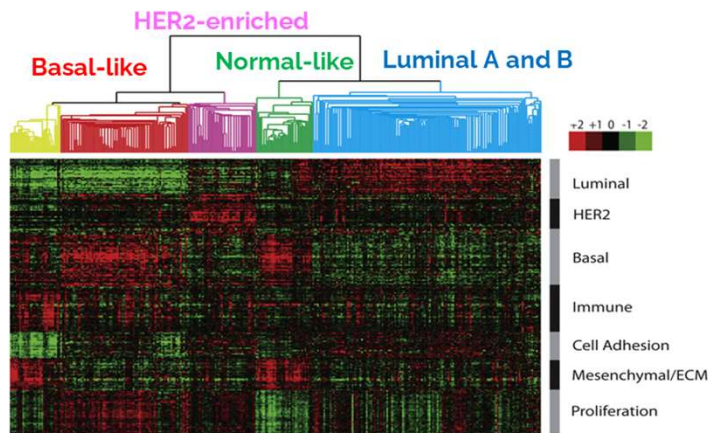 HER2-enriched
Basal-like
Normal-like
Luminal A and B
+2 +1 0 -1 -2
Luminal
HER2
Basal
Immune
Cell Adhesion
Mesenchymal/ECM
Proliferation